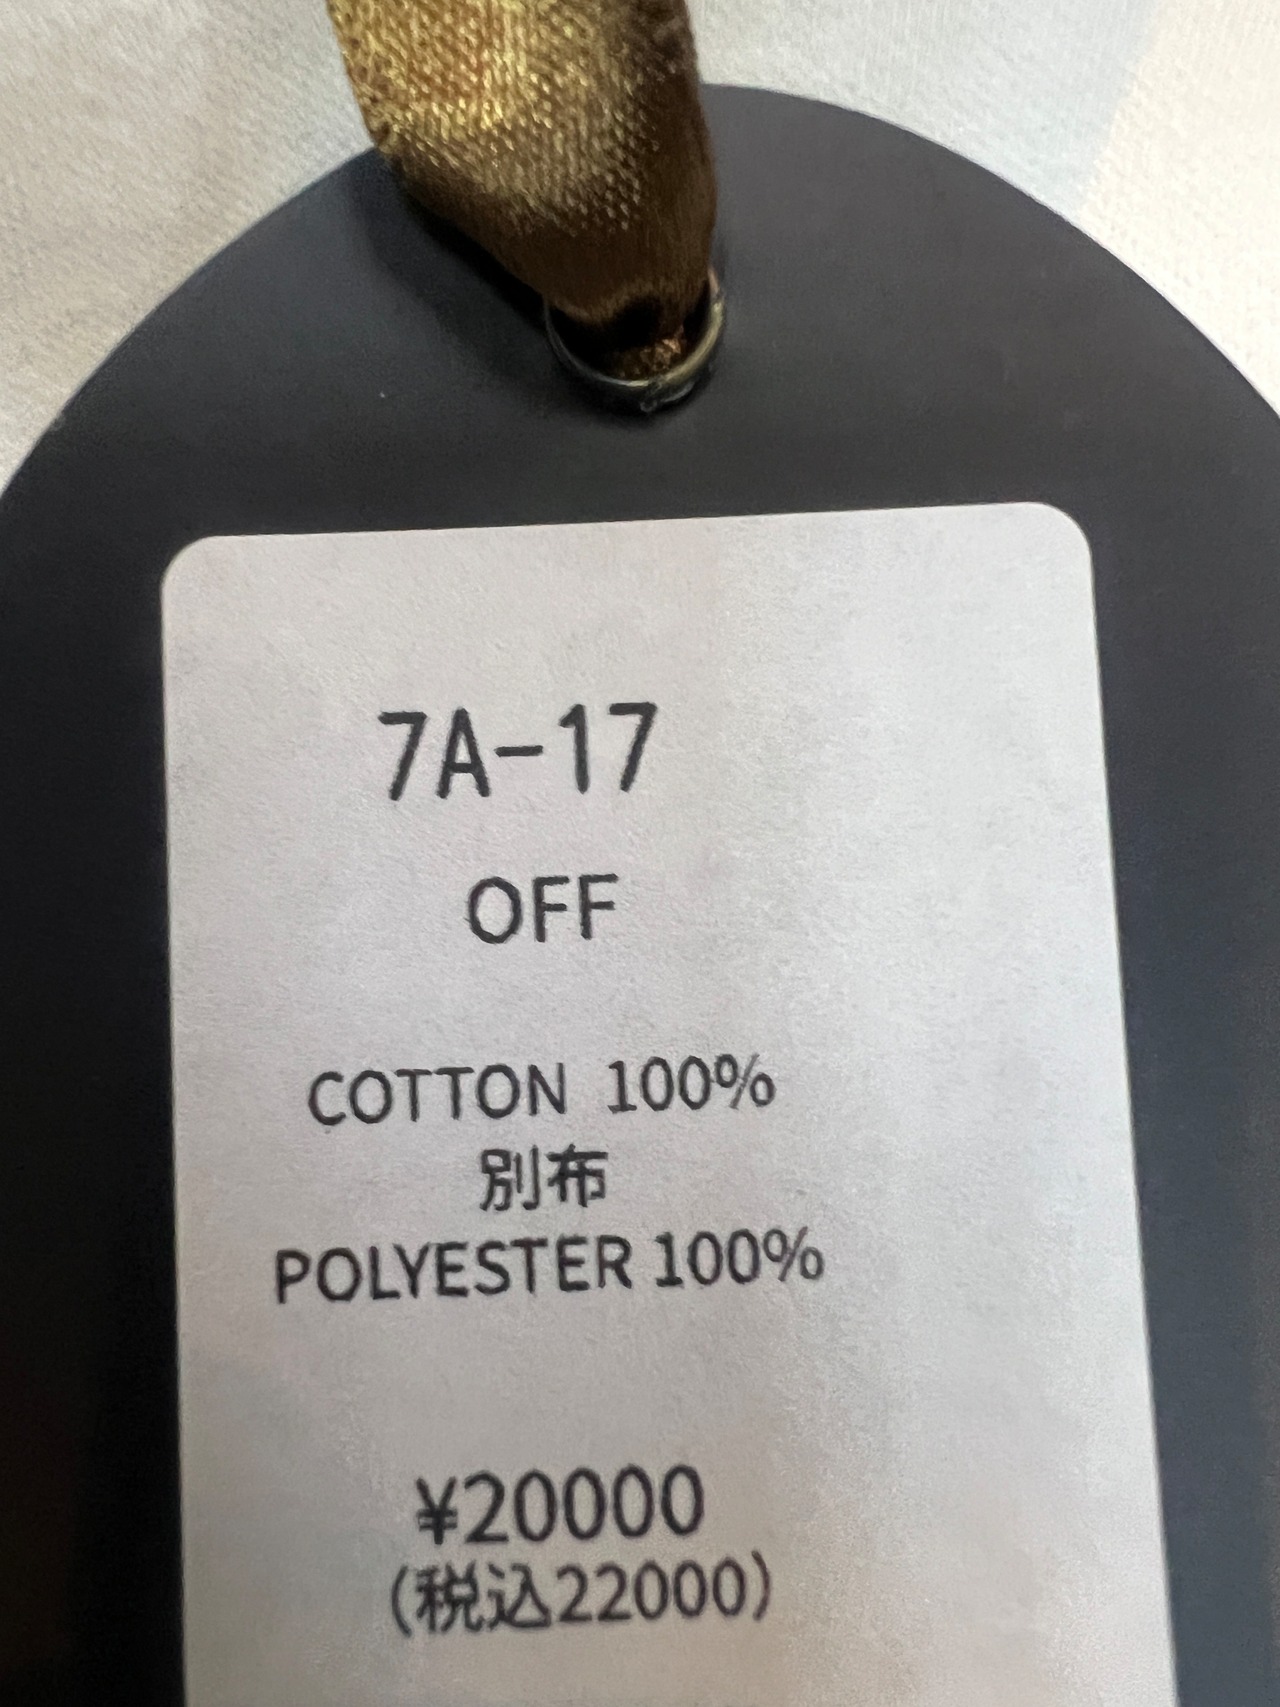 7A-17
OFF
COTTON 100%
別布
POLYESTER 100%
¥20000
(税込22000)